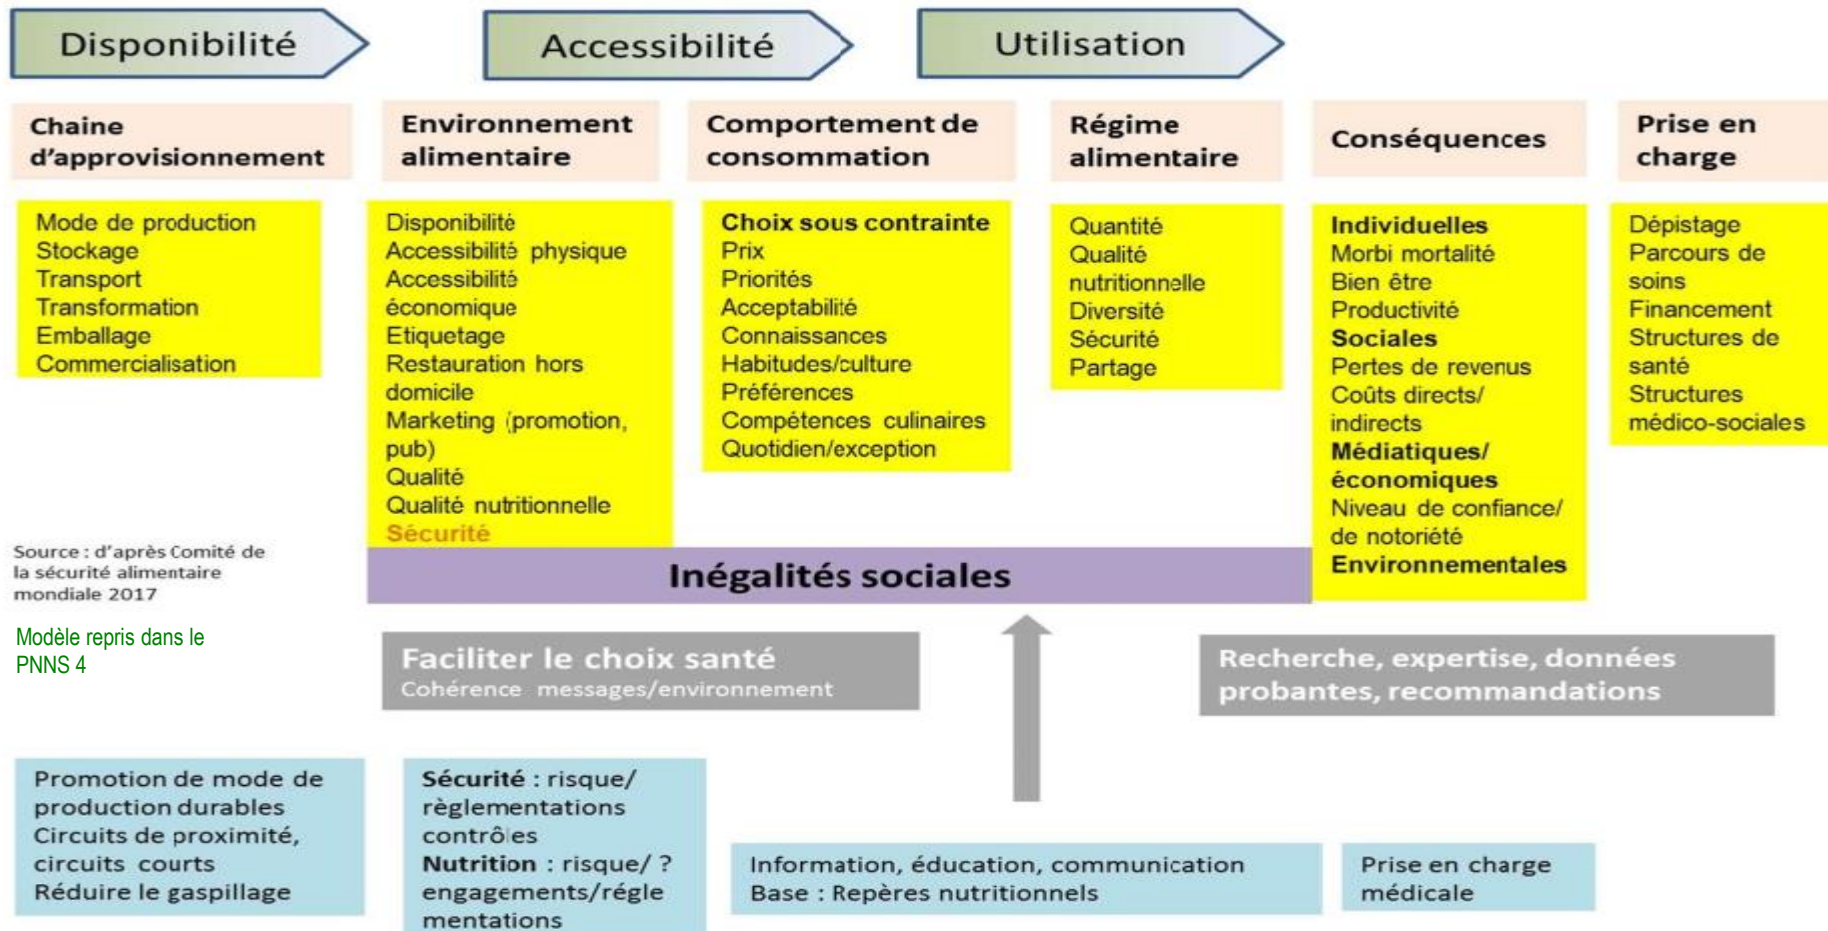 Disponibilité
Accessibilité
Utilisation
Chaine
d'approvisionnement
Environnement
alimentaire
Comportement de
consommation
Régime
alimentaire
Conséquences
Prise en
charge
Mode de production
Stockage
Transport
Transformation
Emballage
Commercialisation
Disponibilité
Accessibilité physique
Accessibilité
économique
Etiquetage
Restauration hors
domicile
Marketing (promotion,
pub)
Qualité
Qualité nutritionnelle
Sécurité
Choix sous contrainte
Prix
Priorités
Acceptabilité
Connaissances
Habitudes/culture
Préférences
Compétences culinaires
Quotidien/exception
Quantité
Qualité
nutritionnelle
Diversité
Sécurité
Partage
Individuelles
Morbi mortalité
Bien être
Productivité
Sociales
Pertes de revenus
Coûts directs/
indirects
Médiatiques/
économiques
Niveau de confiance/
de notoriété
Environnementales
Dépistage
Parcours de
soins
Financement
Structures de
santé
Structures
médico-sociales
Inégalités sociales
Source : d'après Comité de
la sécurité alimentaire
mondiale 2017
Modèle repris dans le
PNNS 4
Faciliter le choix santé
Cohérence messages/environnement
Recherche, expertise, données
probantes, recommandations
Promotion de mode de
production durables
Circuits de proximité,
circuits courts
Réduire le gaspillage
Sécurité : risque/
règlementations
contrôles
Nutrition : risque/ ?
engagements/régle
mentations
Information, éducation, communication
Base : Repères nutritionnels
Prise en charge
médicale